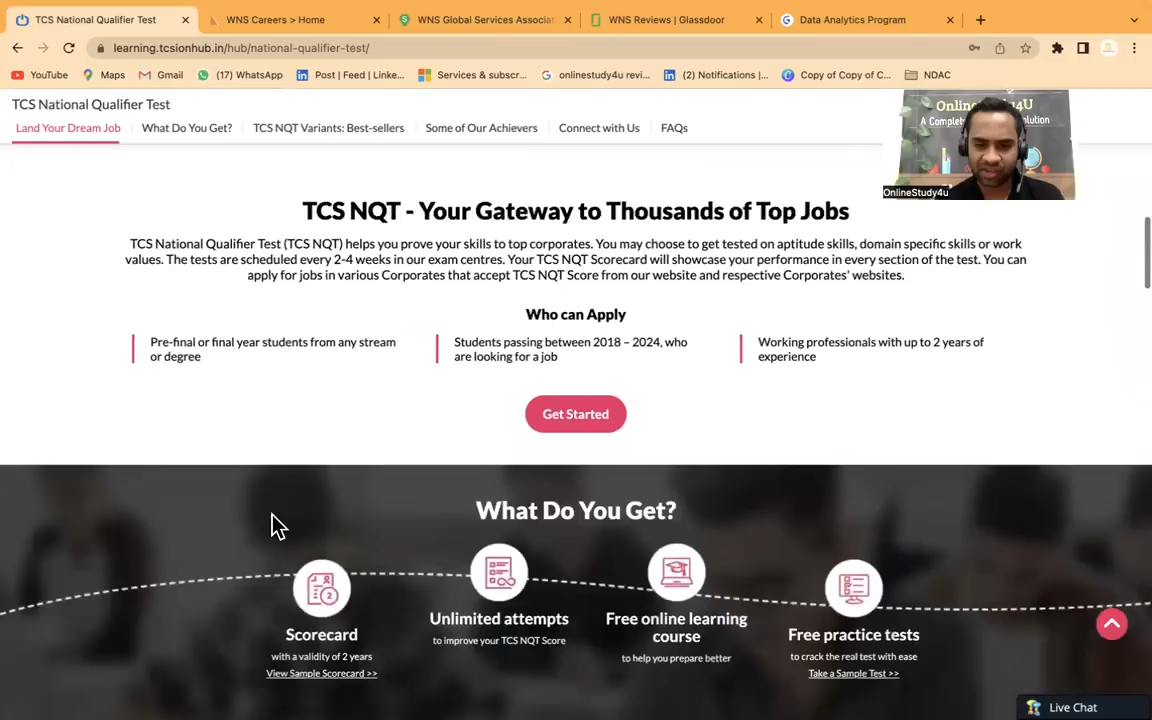 TCS National Qualifier Test
WNS Careers > Home
WNS Global Services Associat
WNS Reviews | Glassdoor
Data Analytics Program
learning.tcsionhub.in/hub/national-qualifier-test/
YouTube
Maps
Gmail
(17) WhatsApp
Post | Feed | Linke...
Services & subscr...
onlinestudy4u revi...
(2) Notifications |...
Copy of Copy of C...
NDAC
TCS National Qualifier Test
Land Your Dream Job
What Do You Get?
TCS NQT Variants: Best-sellers
Some of Our Achievers
Connect with Us
FAQs
OnlineStudy4u
TCS NQT - Your Gateway to Thousands of Top Jobs
TCS National Qualifier Test (TCS NQT) helps you prove your skills to top corporates. You may choose to get tested on aptitude skills, domain specific skills or work
values. The tests are scheduled every 2-4 weeks in our exam centres. Your TCS NQT Scorecard will showcase your performance in every section of the test. You can
apply for jobs in various Corporates that accept TCS NQT Score from our website and respective Corporates' websites.
Who can Apply
Pre-final or final year students from any stream
or degree
Students passing between 2018 – 2024, who
are looking for a job
Working professionals with up to 2 years of
experience
Get Started
What Do You Get?
Scorecard
with a validity of 2 years
View Sample Scorecard >>
Unlimited attempts
to improve your TCS NQT Score
Free online learning
course
to help you prepare better
Free practice tests
to crack the real test with ease
Take a Sample Test >>
Live Chat